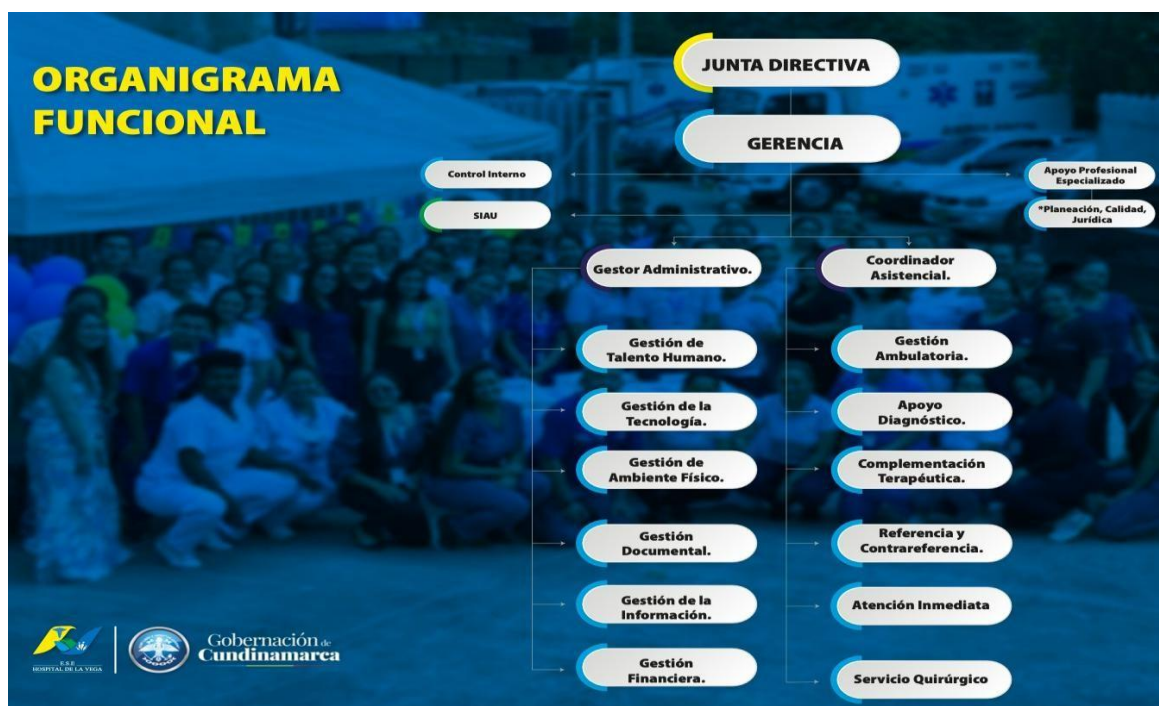 ORGANIGRAMA
FUNCIONAL
JUNTA DIRECTIVA
GERENCIA
Control Interno
Apoyo Profesional
Especializado
SIAU
*Planeación, Calidad,
Jurídica
Gestor Administrativo.
Coordinador
Asistencial.
Gestión de
Talento Humano.
Gestión de la
Tecnología.
Gestión de
Ambiente Físico.
Gestión
Documental.
Gestión de la
Información.
Gestión
Financiera.
Gestión
Ambulatoria.
Apoyo
Diagnóstico.
Complementación
Terapéutica.
Referencia y
Contrareferencia.
Atención Inmediata
Servicio Quirúrgico
E.S.E
HOSPITAL DE LA VEGA
Gobernación de
Cundinamarca